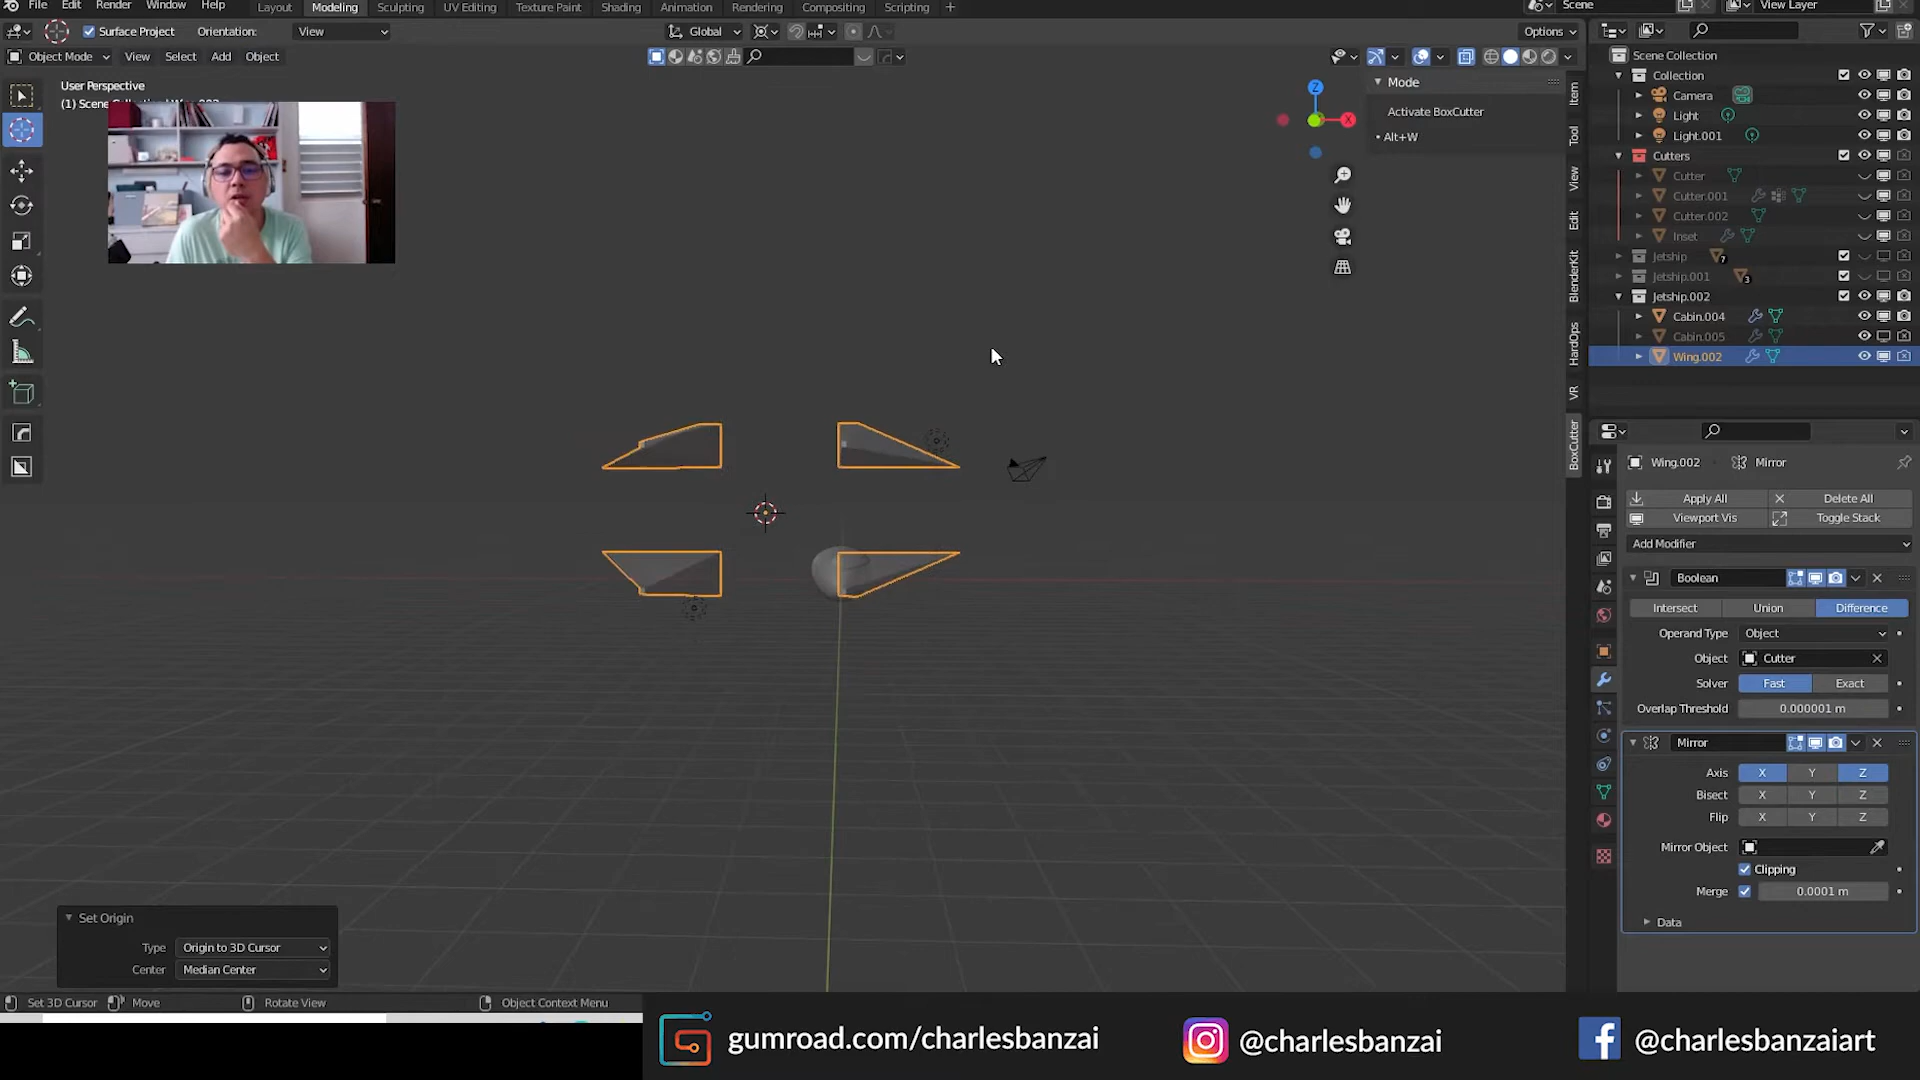 File Edit Render Window Help Layout Modeling Sculpting UV Editing Texture Paint Shading Animation Rendering Compositing Scripting + Scene View Layer
Surface Project Orientation: View Global Options
Object Mode View Select Add Object
User Perspective
(1) Scene
Mode
Activate BoxCutter
• Alt+W
Z
X
Item
Tool
View
Edit
BlenderKit
HardOps
VR
BoxCutter
Scene Collection
Collection
Camera
Light
Light.001
Cutters
Cutter
Cutter.001
Cutter.002
Inset
Jetship 7
Jetship.001 3
Jetship.002
Cabin.004
Cabin.005
Wing.002
Wing.002 Mirror
Apply All Delete All
Viewport Vis Toggle Stack
Add Modifier
Boolean
Intersect Union Difference
Operand Type Object
Object Cutter
Solver Fast Exact
Overlap Threshold 0.000001 m
Mirror
Axis X Y Z
Bisect X Y Z
Flip X Y Z
Mirror Object
Clipping
Merge 0.0001 m
Data
Set Origin
Type Origin to 3D Cursor
Center Median Center
Set 3D Cursor Move Rotate View Object Context Menu
gumroad.com/charlesbanzai @charlesbanzai @charlesbanzaiart